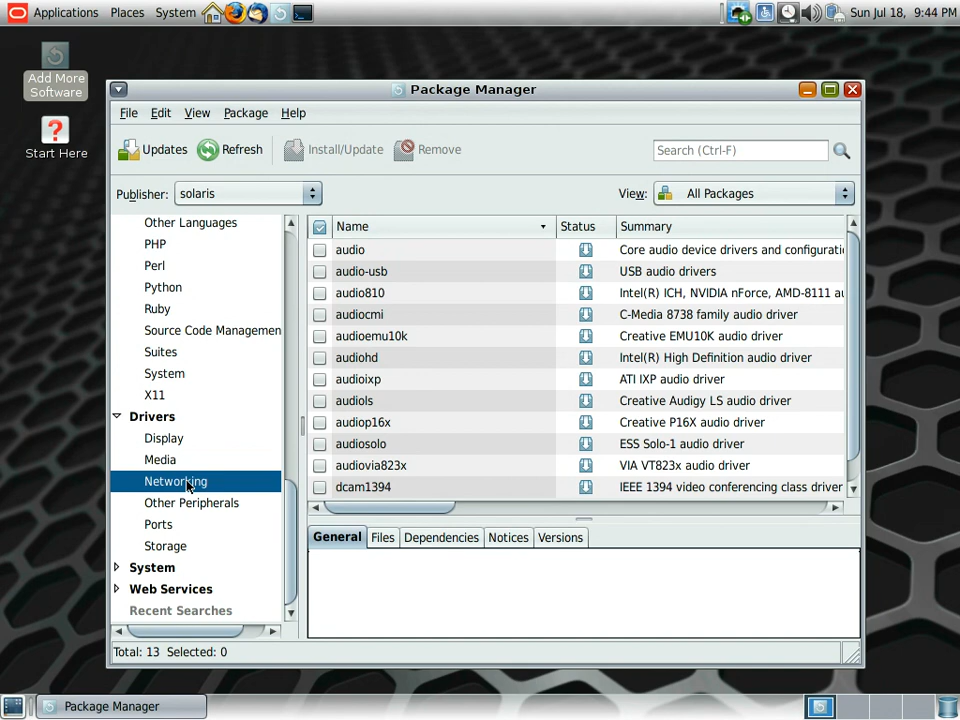 Applications Places System Sun Jul 18, 9:44 PM
Add More
Software
Start Here
Package Manager
File Edit View Package Help
Updates Refresh Install/Update Remove Search (Ctrl-F)
Publisher: solaris View: All Packages
Other Languages
PHP
Perl
Python
Ruby
Source Code Managemen
Suites
System
X11
Drivers
Display
Media
Networking
Other Peripherals
Ports
Storage
System
Web Services
Recent Searches
Name Status Summary
audio Core audio device drivers and configurati
audio-usb USB audio drivers
audio810 Intel(R) ICH, NVIDIA nForce, AMD-8111 au
audiocmi C-Media 8738 family audio driver
audioemu10k Creative EMU10K audio driver
audiohd Intel(R) High Definition audio driver
audioixp ATI IXP audio driver
audiols Creative Audigy LS audio driver
audiop16x Creative P16X audio driver
audiosolo ESS Solo-1 audio driver
audiovia823x VIA VT823x audio driver
dcam1394 IEEE 1394 video conferencing class driver
General Files Dependencies Notices Versions
Total: 13 Selected: 0
Package Manager